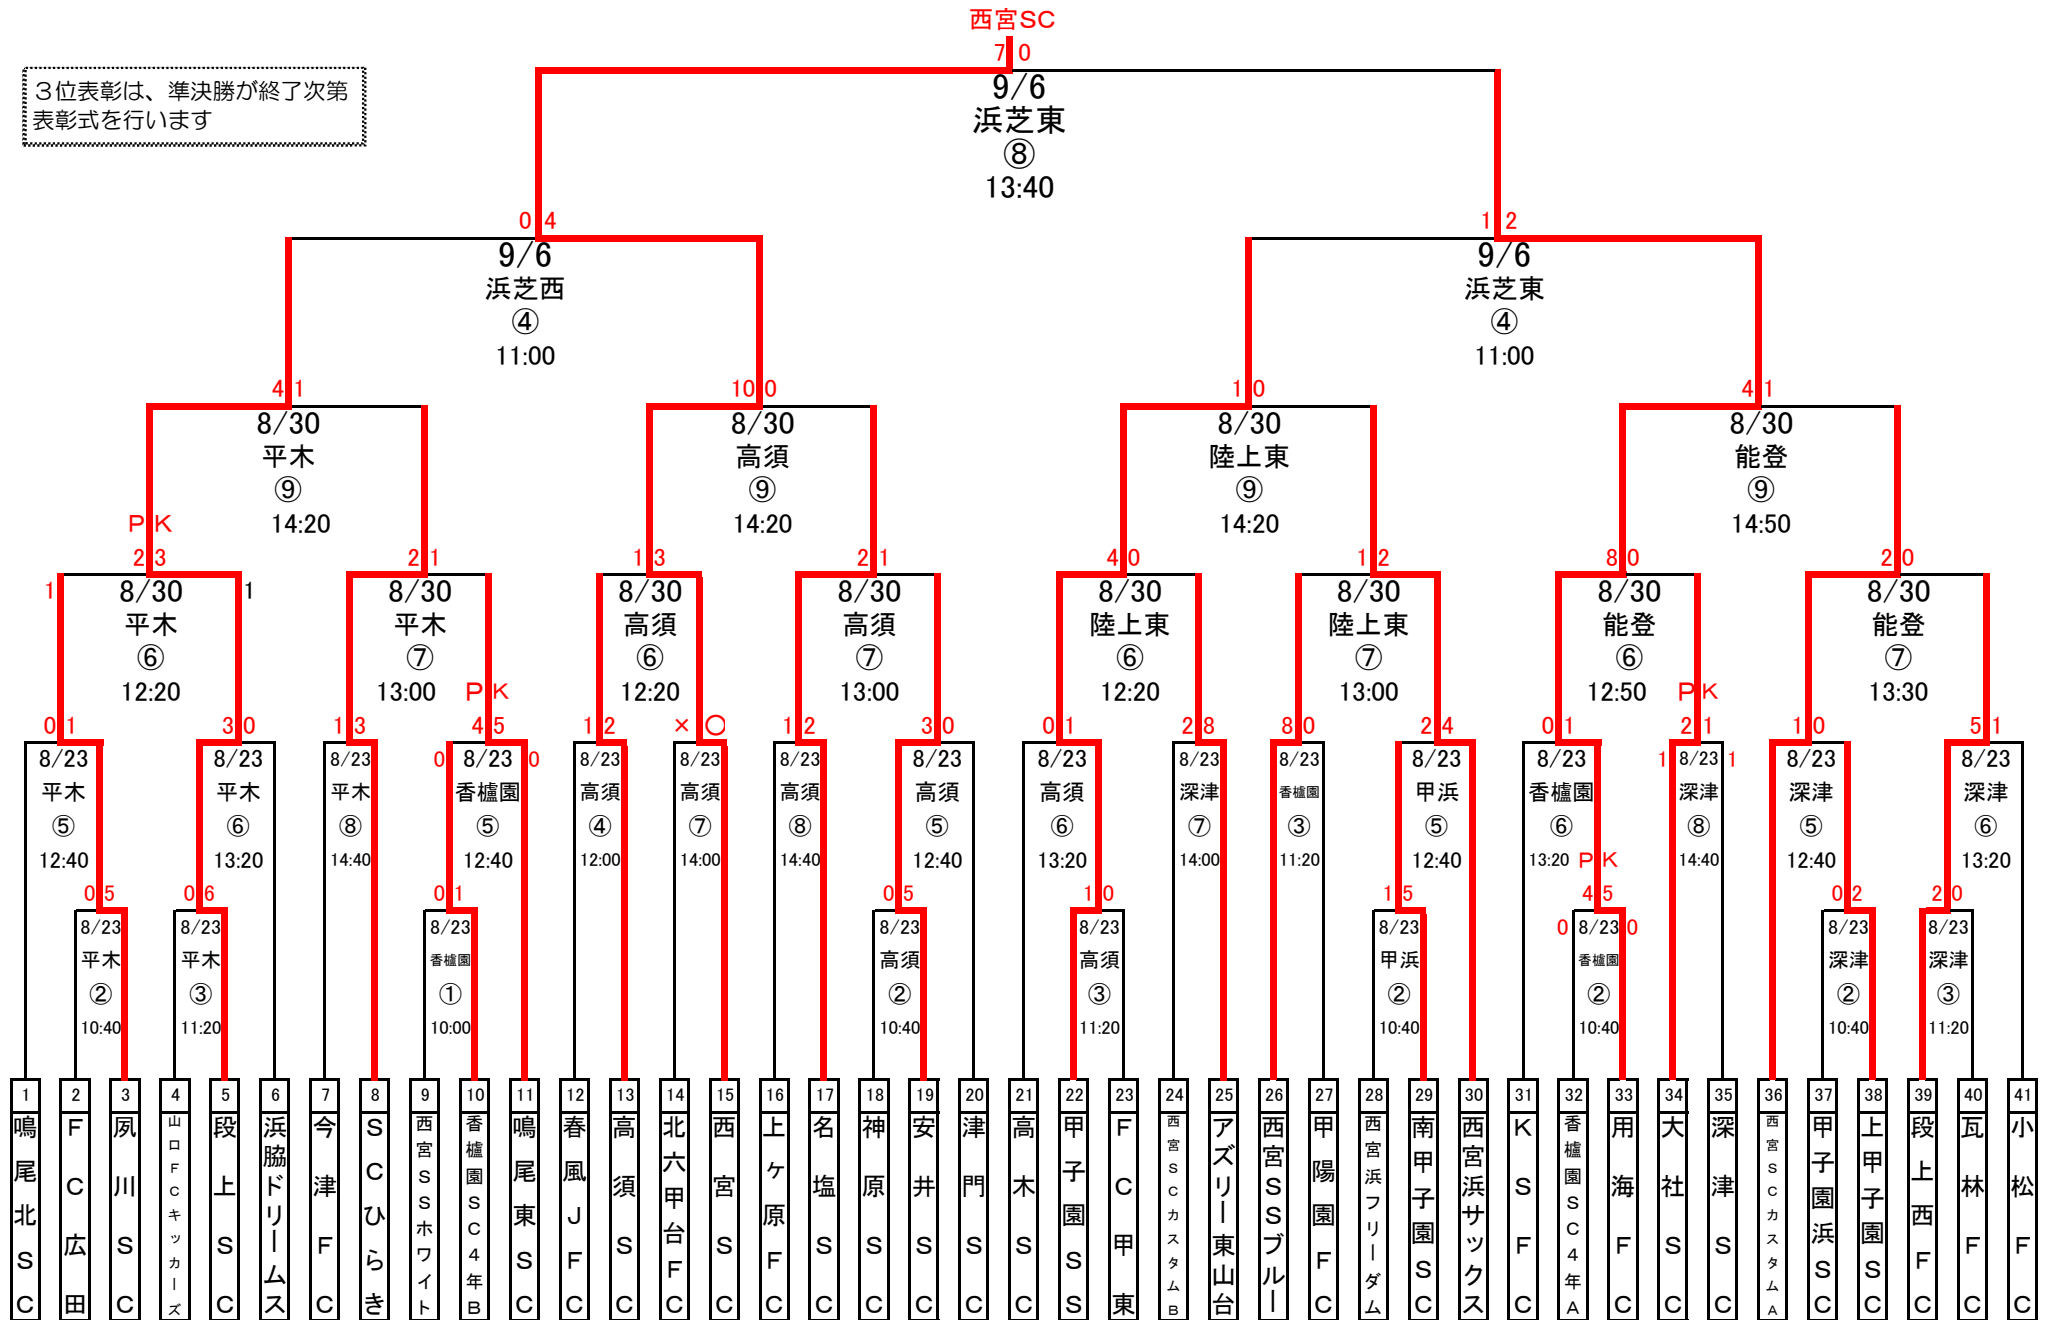 西宮SC
7 0
３位表彰は、準決勝が終了次第
表彰式を行います
9/6
浜芝東
⑧
13:40
0 4
1 2
9/6
浜芝西
④
11:00
9/6
浜芝東
④
11:00
4 1
10 0
1 0
4 1
8/30
平木
⑨
14:20
8/30
高須
⑨
14:20
8/30
陸上東
⑨
14:20
8/30
能登
⑨
14:50
PK
2 3
2 1
1 3
2 1
4 0
1 2
8 0
2 0
1
8/30
平木
⑥
12:20
1
8/30
平木
⑦
13:00
8/30
高須
⑥
12:20
8/30
高須
⑦
13:00
8/30
陸上東
⑥
12:20
8/30
陸上東
⑦
13:00
8/30
能登
⑥
12:50
8/30
能登
⑦
13:30
PK
PK
0 1
3 0
1 3
4 5
1 2
× 〇
1 2
3 0
0 1
2 8
8 0
2 4
0 1
2 1
1 0
5 1
8/23
平木
⑤
12:40
8/23
平木
⑥
13:20
8/23
平木
⑧
14:40
0
8/23
香櫨園
⑤
12:40
0
8/23
高須
④
12:00
8/23
高須
⑦
14:00
8/23
高須
⑧
14:40
8/23
高須
⑤
12:40
8/23
高須
⑥
13:20
8/23
深津
⑦
14:00
8/23
香櫨園
③
11:20
8/23
甲浜
⑤
12:40
8/23
香櫨園
⑥
13:20
1
8/23
深津
⑧
14:40
1
8/23
深津
⑤
12:40
8/23
深津
⑥
13:20
PK
0 5
0 6
0 1
0 5
1 0
1 5
4 5
0 2
2 0
8/23
平木
②
10:40
8/23
平木
③
11:20
8/23
香櫨園
①
10:00
8/23
高須
②
10:40
8/23
高須
③
11:20
8/23
甲浜
②
10:40
0
8/23
香櫨園
②
10:40
0
8/23
深津
②
10:40
8/23
深津
③
11:20
1
鳴尾北SC
2
FC広田
3
夙川SC
4
山口FCキッカーズ
5
段上SC
6
浜脇ドリームス
7
今津FC
8
SCひらき
9
西宮SSホワイト
10
香櫨園SC4年B
11
鳴尾東SC
12
春風JFC
13
高須SC
14
北六甲台FC
15
西宮SC
16
上ヶ原FC
17
名塩SC
18
神原SC
19
安井SC
20
津門SC
21
高木SC
22
甲子園SS
23
FC甲東
24
西宮SCカスタムB
25
アズリー東山台
26
西宮SSブルー
27
甲陽園FC
28
西宮浜フリーダム
29
南甲子園SC
30
西宮浜サックス
31
KSFC
32
香櫨園SC4年A
33
用海FC
34
大社SC
35
深津SC
36
西宮SCカスタムA
37
甲子園浜SC
38
上甲子園SC
39
段上西FC
40
瓦林FC
41
小松FC